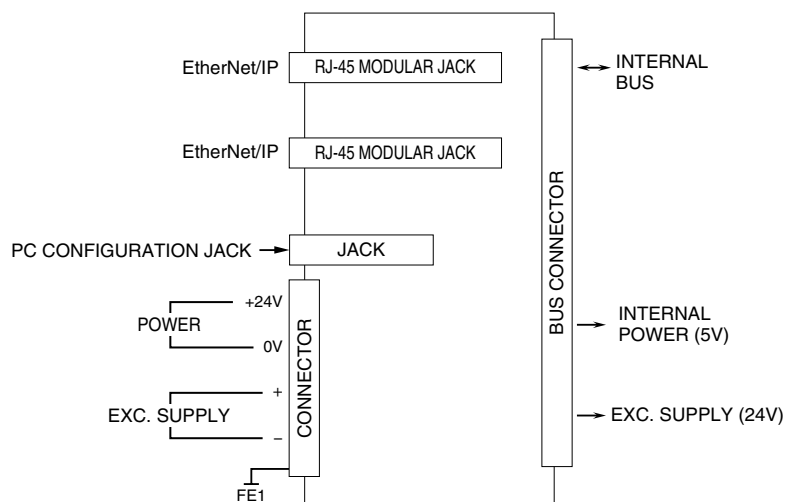 EtherNet/IP
RJ-45 MODULAR JACK
INTERNAL
BUS
EtherNet/IP
RJ-45 MODULAR JACK
PC CONFIGURATION JACK
JACK
BUS CONNECTOR
+24V
POWER
0V
CONNECTOR
INTERNAL
POWER (5V)
+
EXC. SUPPLY
−
EXC. SUPPLY (24V)
FE1